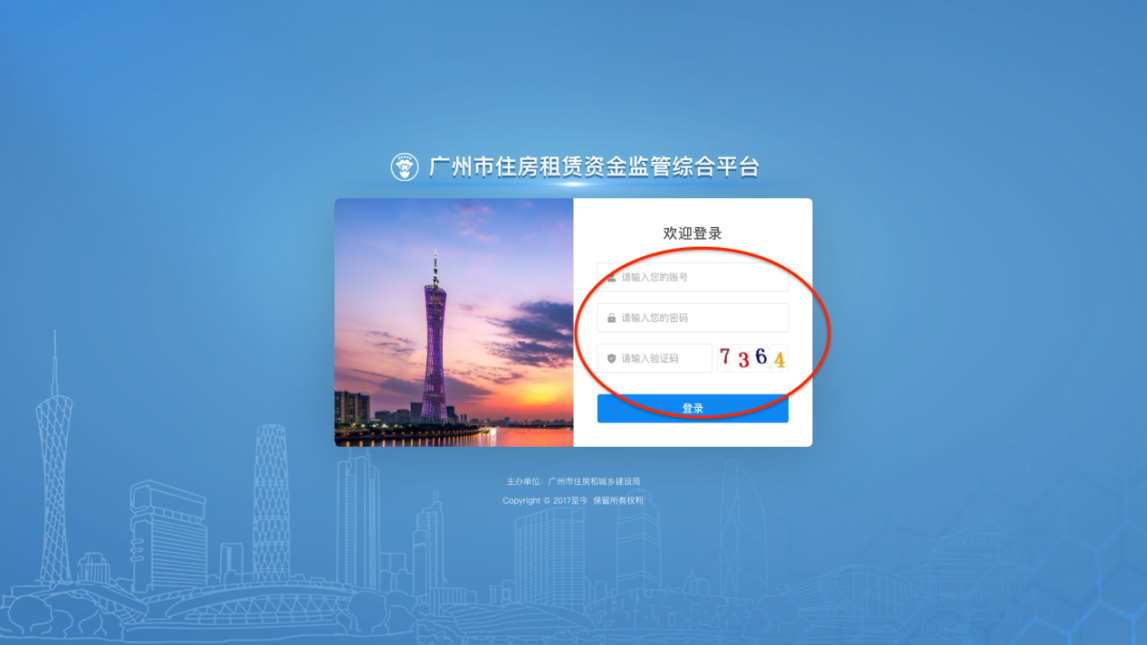 广州市住房租赁资金监管综合平台
欢迎登录
请输入您的账号
请输入您的密码
请输入验证码
7364
登录
主办单位：广州市住房和城乡建设局
Copyright © 2017至今 保留所有权利